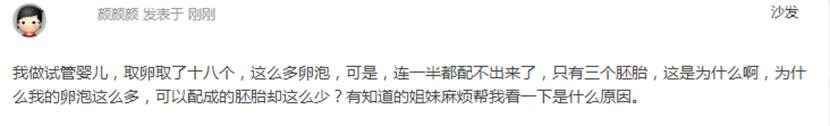 颜颜颜 发表于 刚刚
沙发
我做试管婴儿，取卵取了十八个，这么多卵泡，可是，连一半都配不出来了，只有三个胚胎，这是为什么啊，为什
么我的卵泡这么多，可以配成的胚胎却这么少？有知道的姐妹麻烦帮我看一下是什么原因。